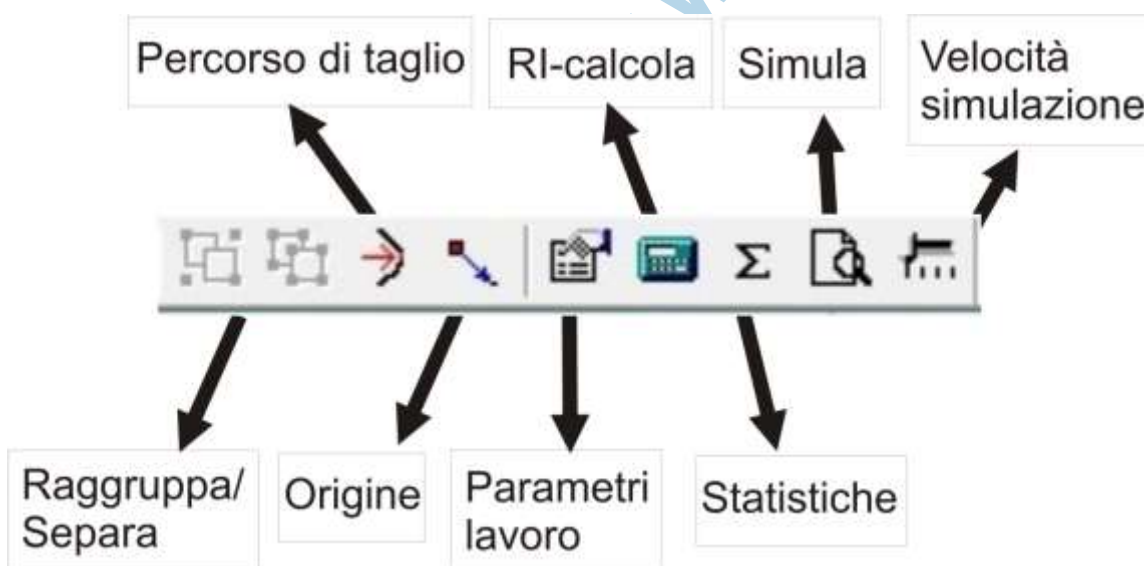 Percorso di taglio
RI-calcola
Simula
Velocità
simulazione
Σ
Raggruppa/
Separa
Origine
Parametri
lavoro
Statistiche